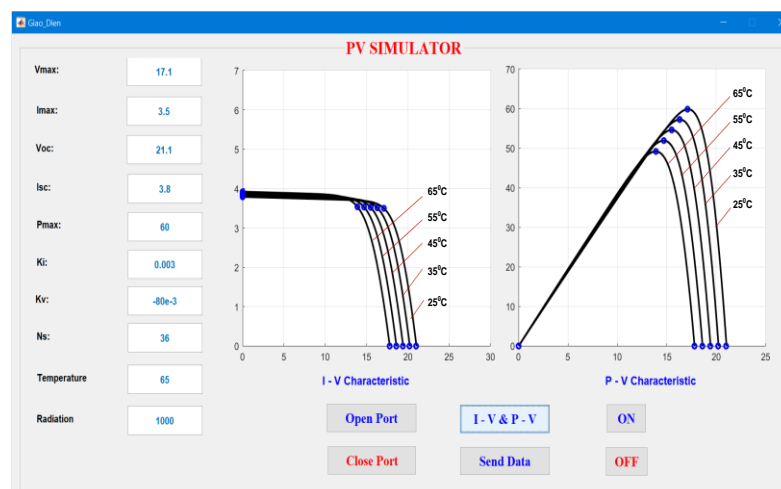 Giao_Dien
PV SIMULATOR
Vmax: 17.1
Imax: 3.5
Voc: 21.1
Isc: 3.8
Pmax: 60
Ki: 0.003
Kv: -80e-3
Ns: 36
Temperature 65
Radiation 1000
7
6
5
4
3
2
1
0
0 5 10 15 20 25 30
65⁰C
55⁰C
45⁰C
35⁰C
25⁰C
I - V Characteristic
70
60
50
40
30
20
10
0
0 5 10 15 20 25
65⁰C
55⁰C
45⁰C
35⁰C
25⁰C
P - V Characteristic
Open Port I - V & P - V ON
Close Port Send Data OFF